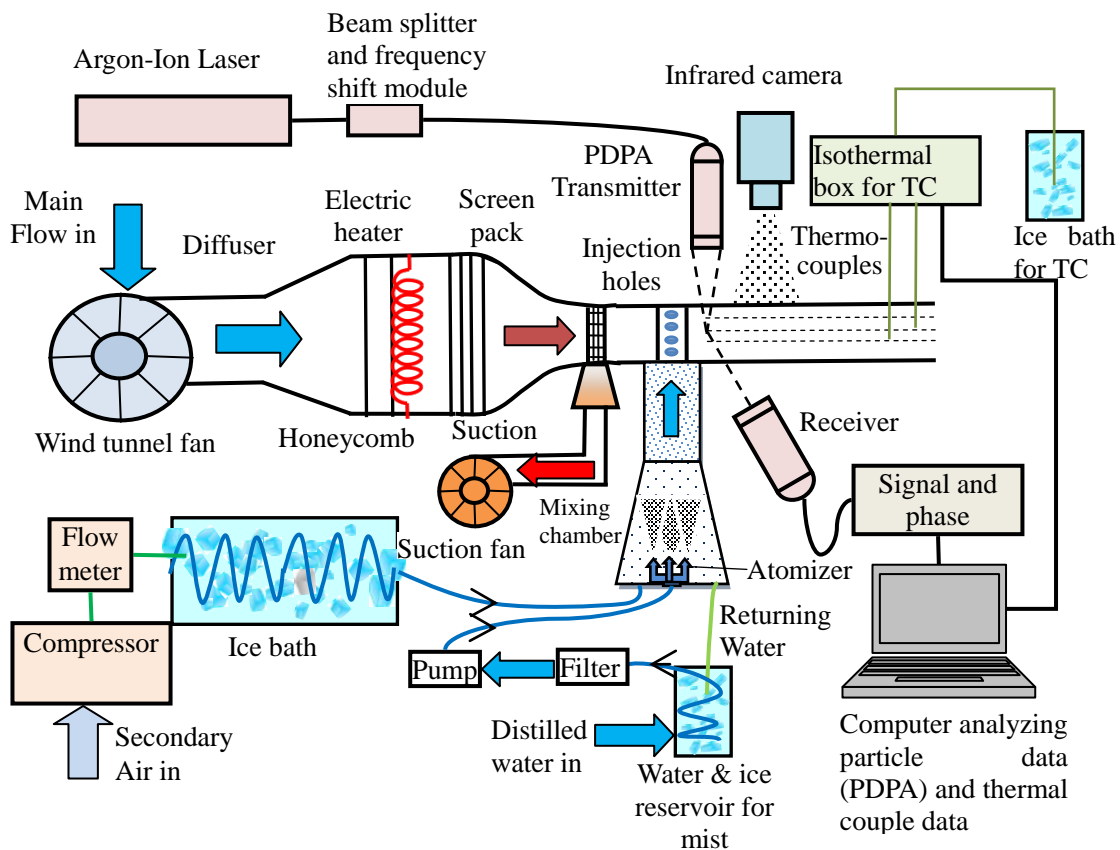 Beam splitter
and frequency
shift module
Argon-Ion Laser
Infrared camera
PDPA
Transmitter
Isothermal
box for TC
Ice bath
for TC
Thermo-
couples
Main
Flow in
Diffuser
Electric
heater
Screen
pack
Injection
holes
Wind tunnel fan
Honeycomb
Suction
Receiver
Suction fan
Mixing
chamber
Signal and
phase
Flow
meter
Atomizer
Compressor
Ice bath
Returning
Water
Pump
Filter
Secondary
Air in
Distilled
water in
Water & ice
reservoir for
mist
Computer analyzing
particle data
(PDPA) and thermal
couple data